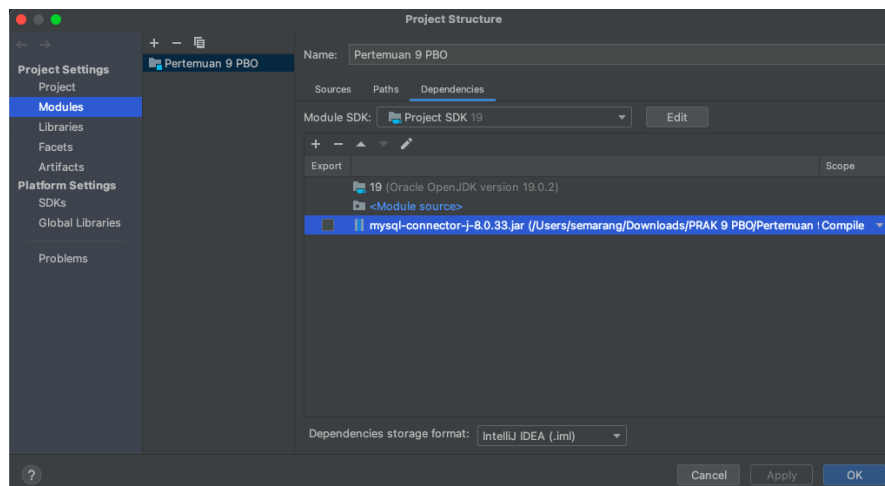 Project Structure
Project Settings
Project
Modules
Libraries
Facets
Artifacts
Platform Settings
SDKs
Global Libraries
Problems
Pertemuan 9 PBO
Name: Pertemuan 9 PBO
Sources Paths Dependencies
Module SDK: Project SDK 19 Edit
Export Scope
19 (Oracle OpenJDK version 19.0.2)
<Module source>
mysql-connector-j-8.0.33.jar (/Users/semarang/Downloads/PRAK 9 PBO/Pertemuan Compile
Dependencies storage format: IntelliJ IDEA (.iml)
? Cancel Apply OK